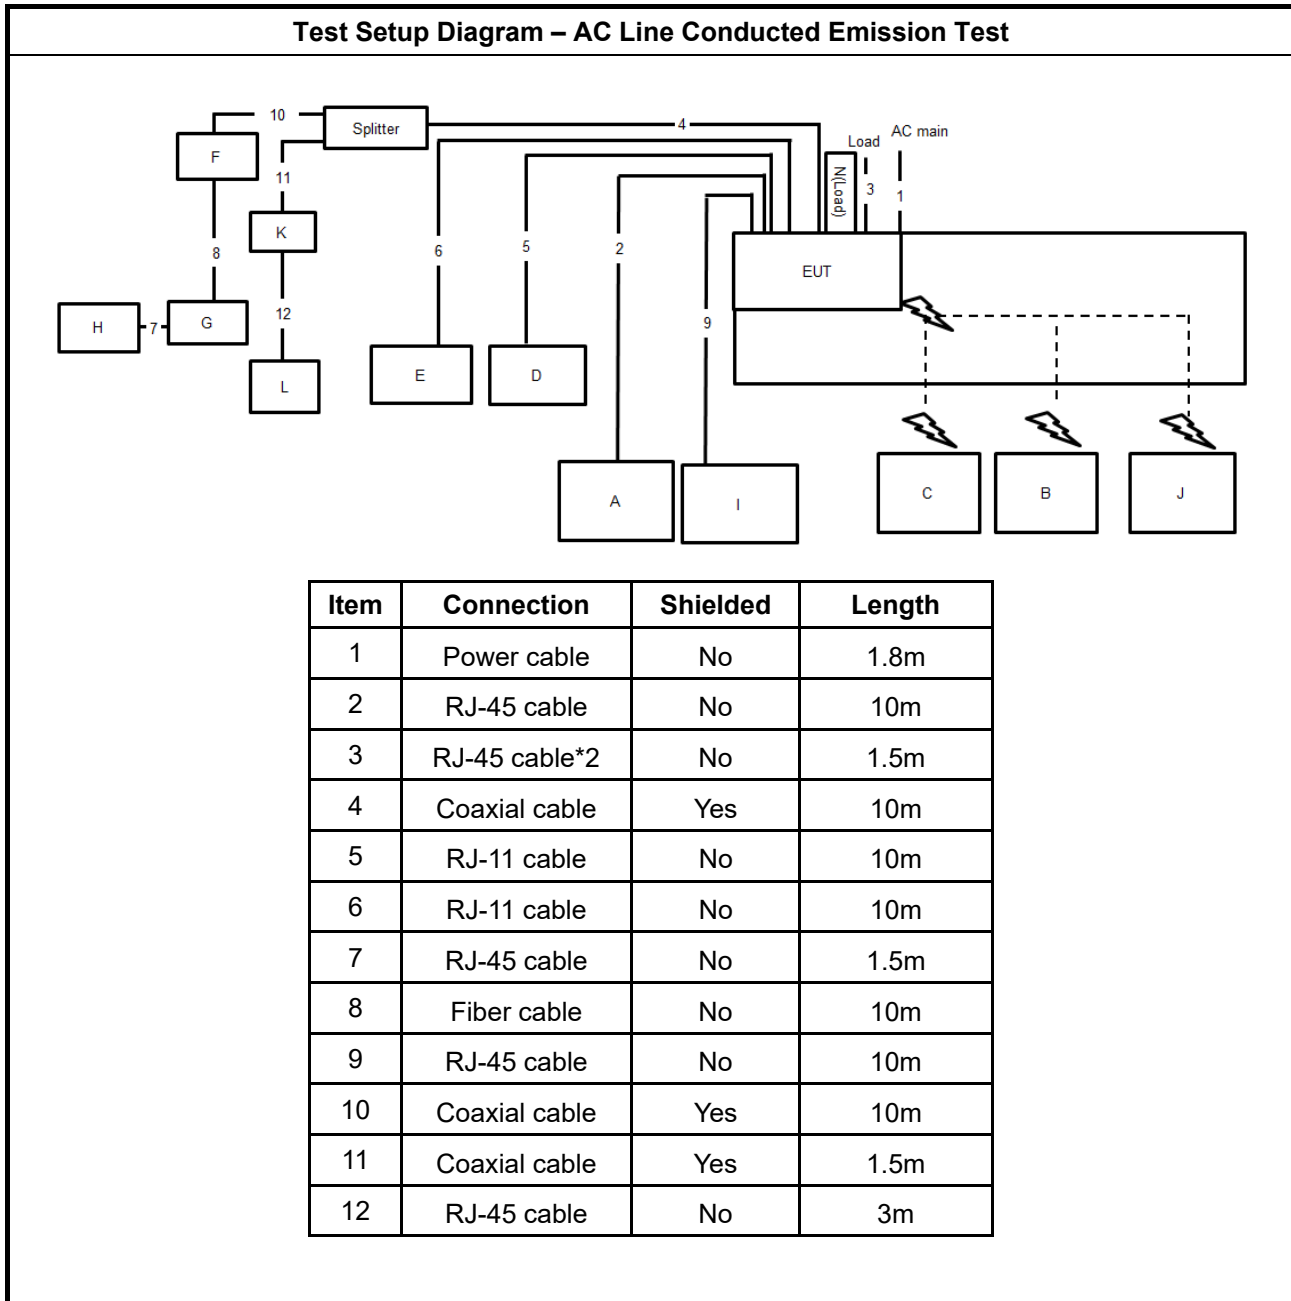 Test Setup Diagram – AC Line Conducted Emission Test
10
Splitter
4
Load
AC main
F
11
N(Load)
3
1
K
8
6
5
2
EUT
12
9
H
7
G
L
E
D
A
I
C
B
J
Item Connection Shielded Length
1 Power cable No 1.8m
2 RJ-45 cable No 10m
3 RJ-45 cable*2 No 1.5m
4 Coaxial cable Yes 10m
5 RJ-11 cable No 10m
6 RJ-11 cable No 10m
7 RJ-45 cable No 1.5m
8 Fiber cable No 10m
9 RJ-45 cable No 10m
10 Coaxial cable Yes 10m
11 Coaxial cable Yes 1.5m
12 RJ-45 cable No 3m